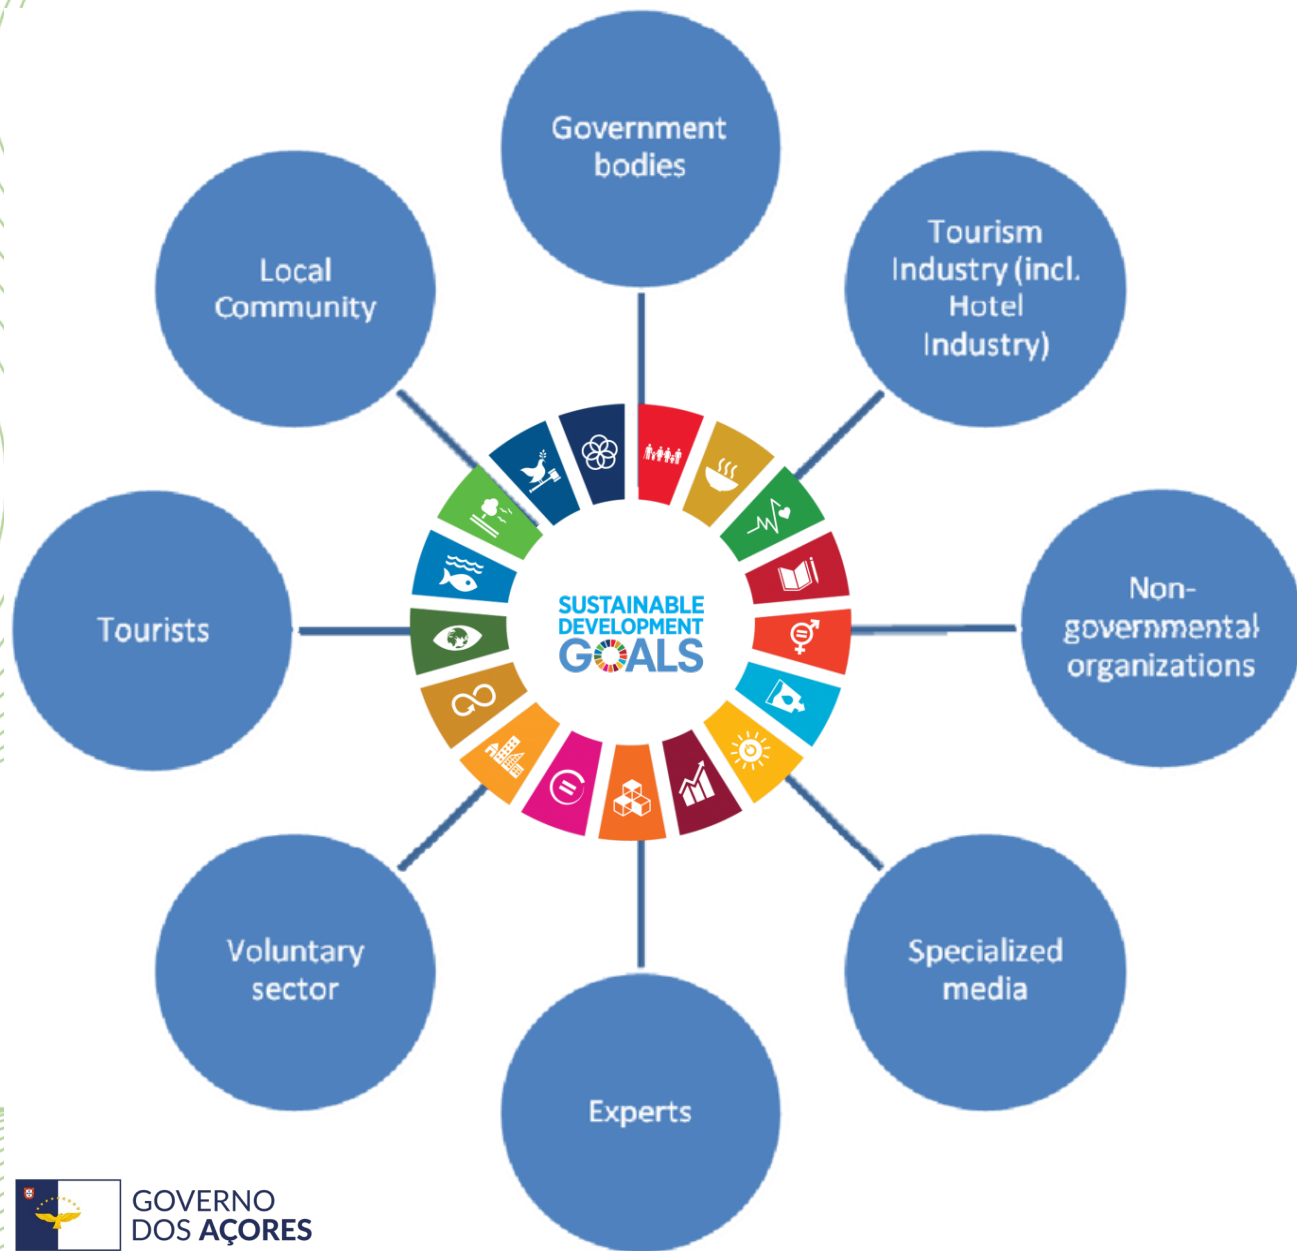 Government
bodies
Tourism
Industry (incl.
Hotel
Industry)
Local
Community
Non-
governmental
organizations
Tourists
SUSTAINABLE
DEVELOPMENT
GOALS
Specialized
media
Voluntary
sector
Experts
GOVERNO
DOS AÇORES